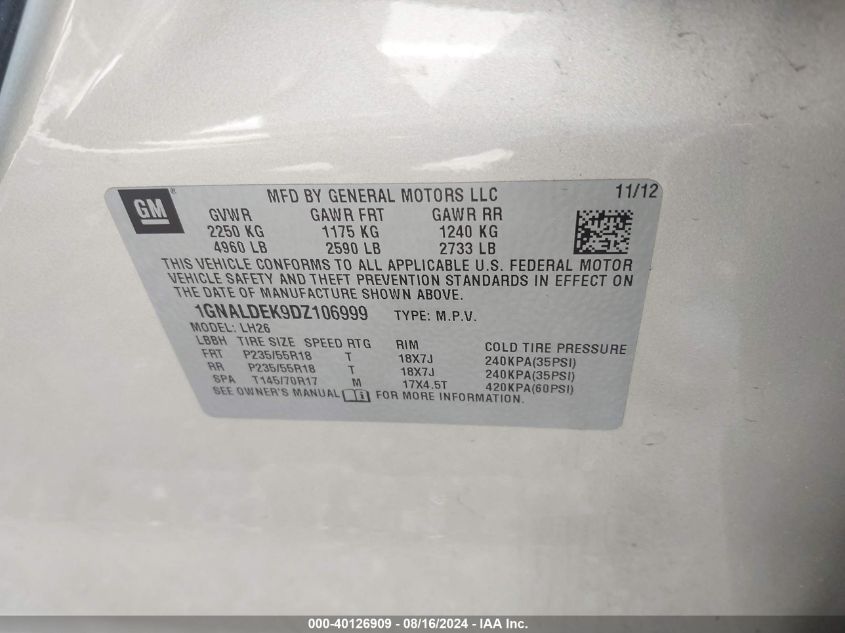 GM ® MFD BY GENERAL MOTORS LLC 11/12
GVWR GAWR FRT GAWR RR
2250 KG 1175 KG 1240 KG
4960 LB 2590 LB 2733 LB
THIS VEHICLE CONFORMS TO ALL APPLICABLE U.S. FEDERAL MOTOR
VEHICLE SAFETY AND THEFT PREVENTION STANDARDS IN EFFECT ON
THE DATE OF MANUFACTURE SHOWN ABOVE.
1GNALDEK9DZ106999 TYPE: M.P.V.
MODEL: LH26
LBBH TIRE SIZE SPEED RTG RIM COLD TIRE PRESSURE
FRT P235/55R18 T 18X7J 240KPA(35PSI)
RR P235/55R18 T 18X7J 240KPA(35PSI)
SPA T145/70R17 M 17X4.5T 420KPA(60PSI)
SEE OWNER'S MANUAL i FOR MORE INFORMATION.
000-40126909 - 08/16/2024 - IAA Inc.